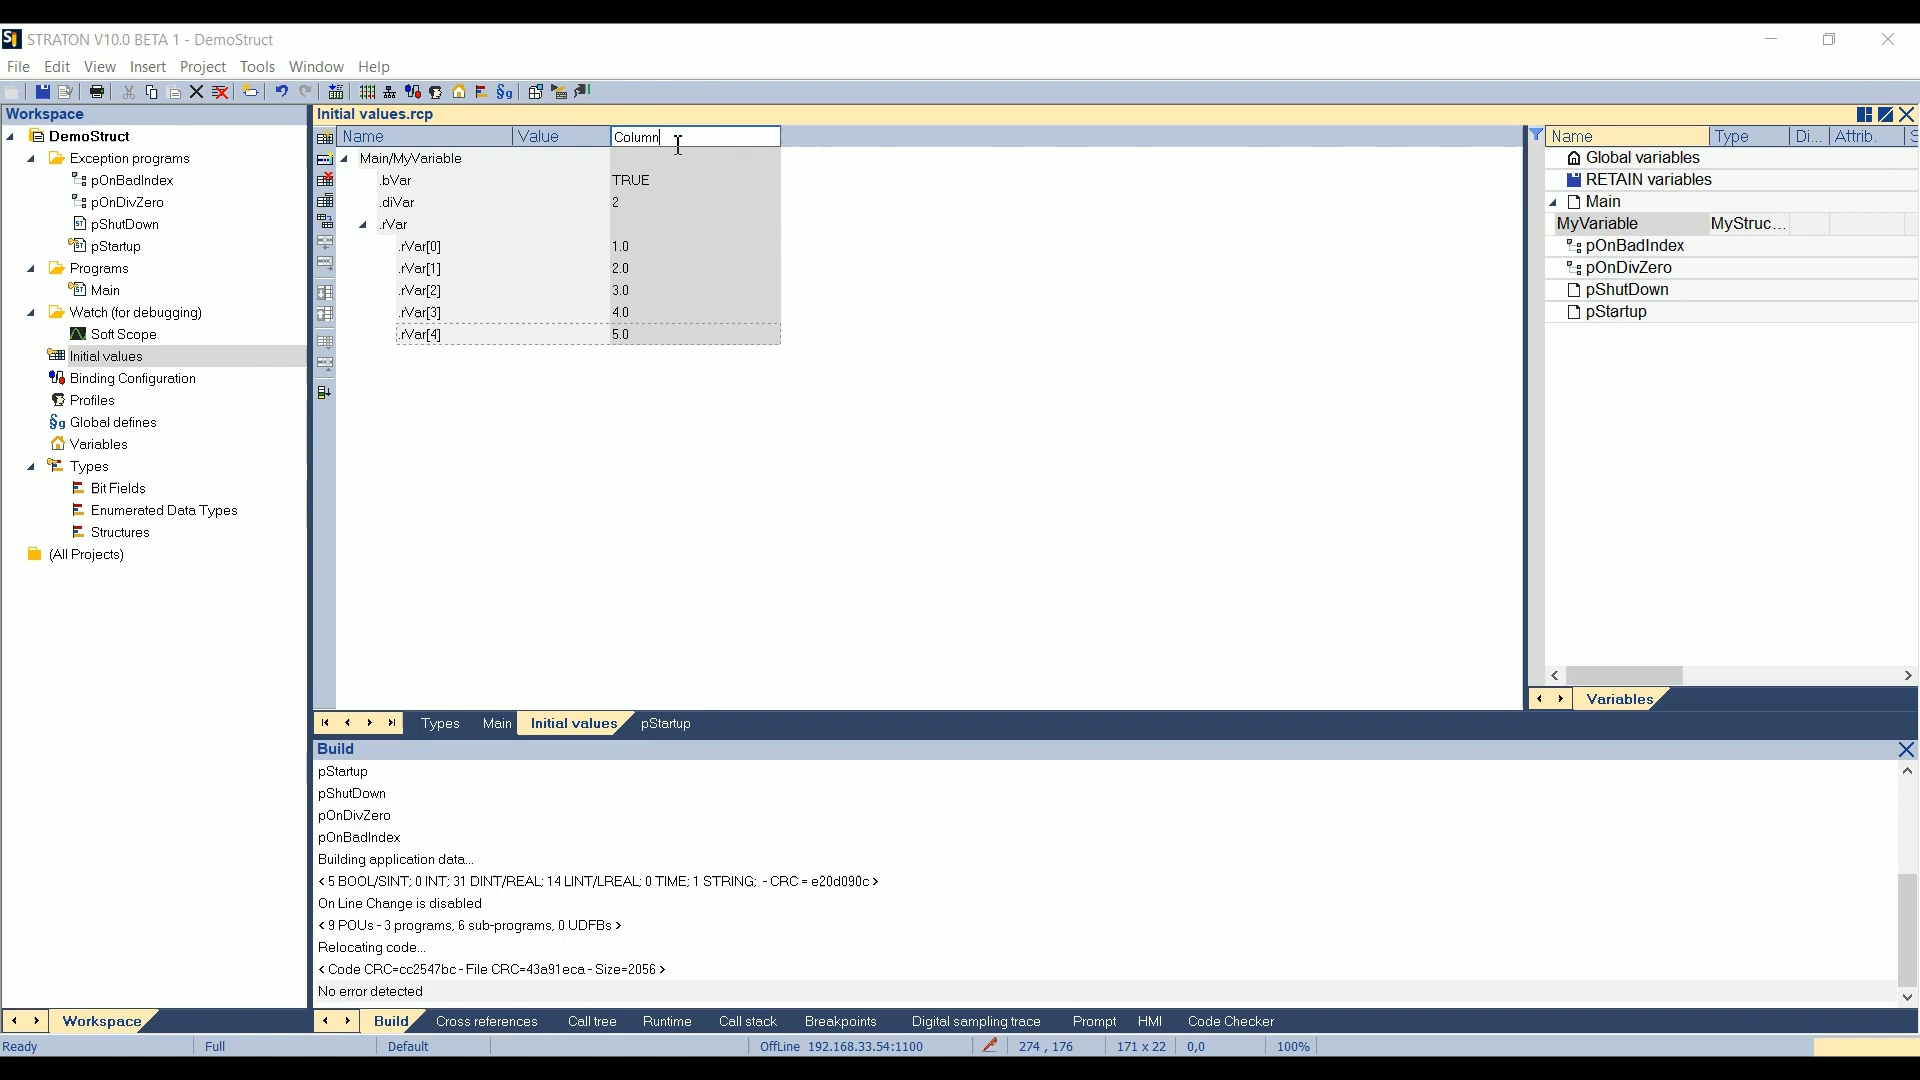 STRATON V10.0 BETA 1 - DemoStruct
File Edit View Insert Project Tools Window Help
Workspace
DemoStruct
Exception programs
pOnBadIndex
pOnDivZero
pShutDown
pStartup
Programs
Main
Watch (for debugging)
Soft Scope
Initial values
Binding Configuration
Profiles
Global defines
Variables
Types
Bit Fields
Enumerated Data Types
Structures
(All Projects)
Workspace
Initial values.rcp
Name Value Column
Main/MyVariable
.bVar TRUE
.diVar 2
.rVar
.rVar[0] 1.0
.rVar[1] 2.0
.rVar[2] 3.0
.rVar[3] 4.0
.rVar[4] 5.0
Types Main Initial values pStartup
Name Type Di... Attrib.
Global variables
RETAIN variables
Main
MyVariable MyStruc...
pOnBadIndex
pOnDivZero
pShutDown
pStartup
Variables
Build
pStartup
pShutDown
pOnDivZero
pOnBadIndex
Building application data...
< 5 BOOL/SINT; 0 INT; 31 DINT/REAL; 14 LINT/LREAL; 0 TIME; 1 STRING; - CRC = e20d090c >
On Line Change is disabled
< 9 POUs - 3 programs, 6 sub-programs, 0 UDFBs >
Relocating code...
< Code CRC=cc2547bc - File CRC=43a91eca - Size=2056 >
No error detected
Build Cross references Call tree Runtime Call stack Breakpoints Digital sampling trace Prompt HMI Code Checker
Ready Full Default OffLine 192.168.33.54:1100 274 , 176 171 x 22 0,0 100%